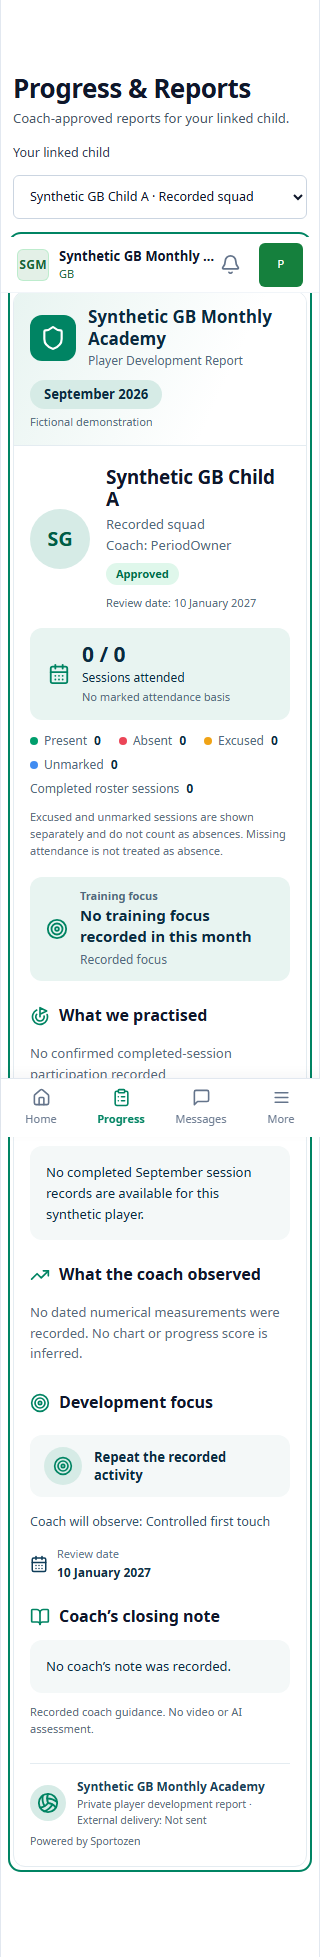 Progress & Reports
Coach-approved reports for your linked child.
Your linked child
Synthetic GB Child A · Recorded squad
SGM
Synthetic GB Monthly ...
GB
P
Synthetic GB Monthly
Academy
Player Development Report
September 2026
Fictional demonstration
SG
Synthetic GB Child
A
Recorded squad
Coach: PeriodOwner
Approved
Review date: 10 January 2027
0 / 0
Sessions attended
No marked attendance basis
Present 0 Absent 0 Excused 0
Unmarked 0
Completed roster sessions 0
Excused and unmarked sessions are shown
separately and do not count as absences. Missing
attendance is not treated as absence.
Training focus
No training focus
recorded in this month
Recorded focus
What we practised
No confirmed completed-session
participation recorded
Home
Progress
Messages
More
No completed September session
records are available for this
synthetic player.
What the coach observed
No dated numerical measurements were
recorded. No chart or progress score is
inferred.
Development focus
Repeat the recorded
activity
Coach will observe: Controlled first touch
Review date
10 January 2027
Coach’s closing note
No coach’s note was recorded.
Recorded coach guidance. No video or AI
assessment.
Synthetic GB Monthly Academy
Private player development report ·
External delivery: Not sent
Powered by Sportozen